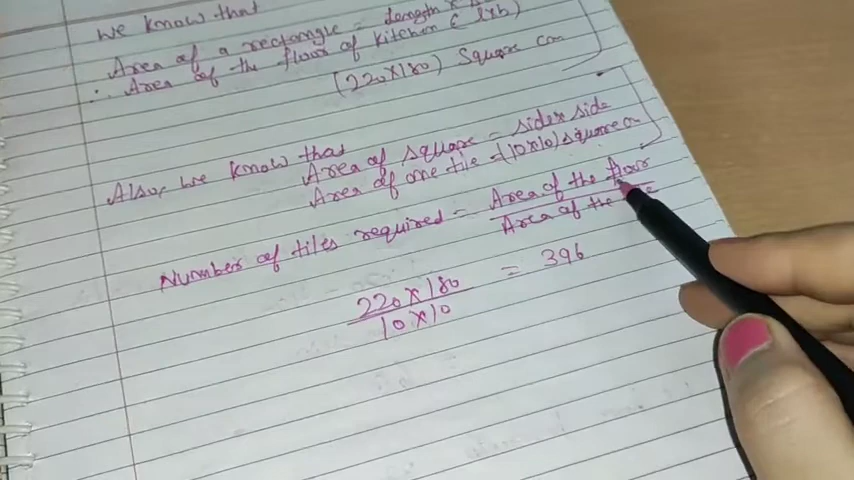 We know that
Area of a rectangle = Length ×
∴ Area of the floor of kitchen = l×b)
(220×180) Square cm
Also, we know that
Area of square = side× side
Area of one tile = (10×10) square cm
Number of tiles required = Area of the floor
Area of the
220×180 = 396
10×10